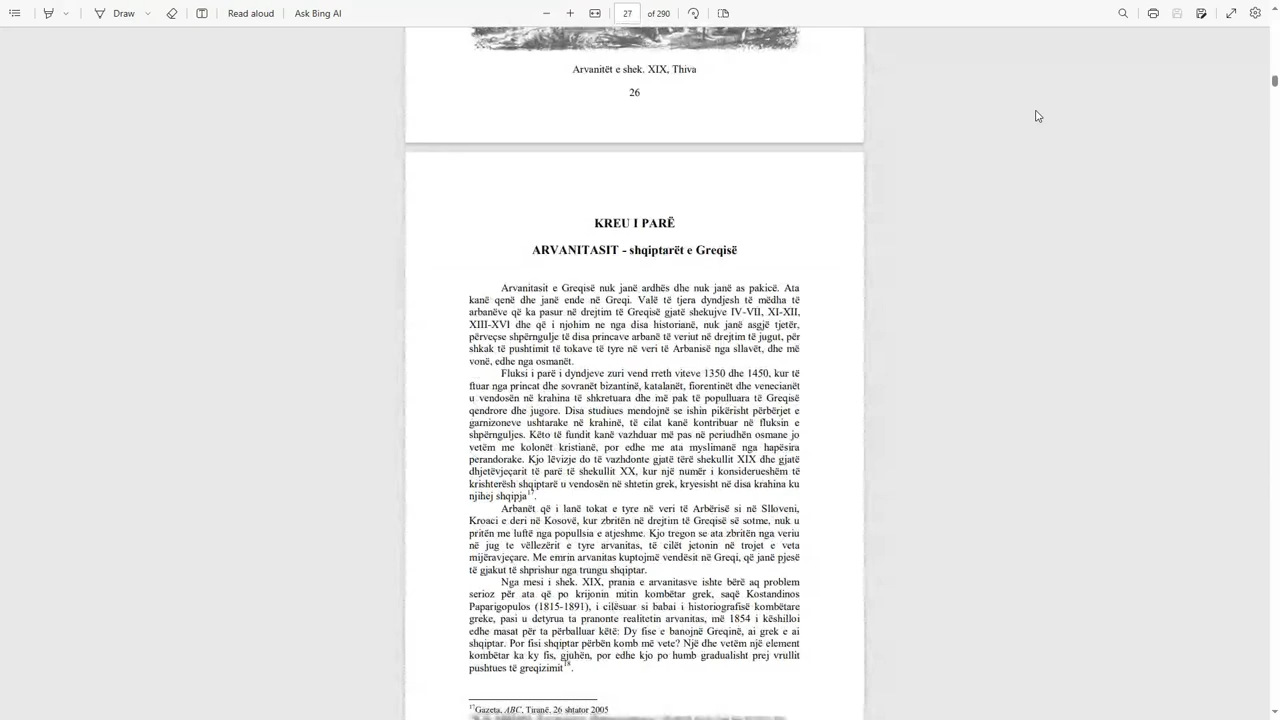 Draw
Read aloud
Ask Bing AI
27 of 290
Arvanitët e shek. XIX, Thiva
26
KREU I PARË
ARVANITASIT - shqiptarët e Greqisë
Arvanitasit e Greqisë nuk janë ardhës dhe nuk janë as pakicë. Ata
kanë qenë dhe janë ende në Greqi. Valë të tjera dyndjesh të mëdha të
arbanëve që ka pasur në drejtim të Greqisë gjatë shekujve IV-VII, XI-XII,
XIII-XVI dhe që i njohim ne nga disa historianë, nuk janë asgjë tjetër,
përveçse shpërngulje të disa princave arbanë të veriut në drejtim të jugut, për
shkak të pushtimit të tokave të tyre në veri të Arbanisë nga sllavët, dhe më
vonë, edhe nga osmanët.
Fluksi i parë i dyndjeve zuri vend rreth viteve 1350 dhe 1450, kur të
ftuar nga princat dhe sovranët bizantinë, katalanët, fiorentinët dhe venecianët
u vendosën në krahina të shkretuara dhe më pak të populluara të Greqisë
qendrore dhe jugore. Disa studiues mendojnë se ishin pikërisht përbërjet e
garnizoneve ushtarake në krahinë, të cilat kanë kontribuar në fluksin e
shpërnguljes. Këto të fundit kanë vazhduar më pas në periudhën osmane jo
vetëm me kolonët kristianë, por edhe me ata myslimanë nga hapësira
perandorake. Kjo lëvizje do të vazhdonte gjatë tërë shekullit XIX dhe gjatë
dhjetëvjeçarit të parë të shekullit XX, kur një numër i konsiderueshëm të
krishterësh shqiptarë u vendosën në shtetin grek, kryesisht në disa krahina ku
njihej shqipja17.
Arbanët që i lanë tokat e tyre në veri të Arbërisë si në Slloveni,
Kroaci e deri në Kosovë, kur zbritën në drejtim të Greqisë së sotme, nuk u
pritën me luftë nga popullsia e atjeshme. Kjo tregon se ata zbritën nga veriu
në jug te vëllezërit e tyre arvanitas, të cilët jetonin në trojet e veta
mijëravjeçare. Me emrin arvanitas kuptojmë vendësit në Greqi, që janë pjesë
të gjakut të shprishur nga trungu shqiptar.
Nga mesi i shek. XIX, prania e arvanitasve ishte bërë aq problem
serioz për ata që po krijonin mitin kombëtar grek, saqë Kostandinos
Paparigopulos (1815-1891), i cilësuar si babai i historiografisë kombëtare
greke, pasi u detyrua ta pranonte realitetin arvanitas, më 1854 i këshilloi
edhe masat për ta përballuar këtë: Dy fise e banojnë Greqinë, ai grek e ai
shqiptar. Por fisi shqiptar përbën komb më vete? Një dhe vetëm një element
kombëtar ka ky fis, gjuhën, por edhe kjo po humb gradualisht prej vrullit
pushtues të greqizimit18.
17Gazeta, ABC, Tiranë, 26 shtator 2005